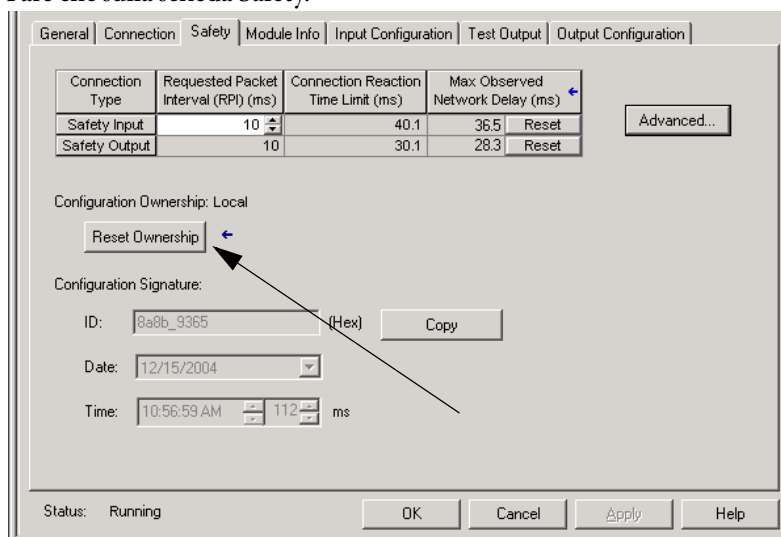 General Connection Safety Module Info Input Configuration Test Output Output Configuration
Connection Type Requested Packet Interval (RPI) (ms) Connection Reaction Time Limit (ms) Max Observed Network Delay (ms)
Safety Input 10 40.1 36.5 Reset
Safety Output 10 30.1 28.3 Reset
Advanced...
Configuration Ownership: Local
Reset Ownership
Configuration Signature:
ID: 8a8b_9365 (Hex) Copy
Date: 12/15/2004
Time: 10:56:59 AM 112 ms
Status: Running OK Cancel Apply Help